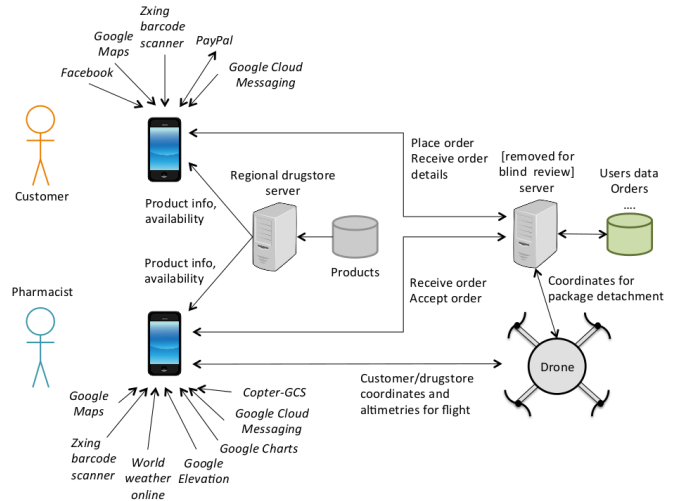 Zxing
barcode
scanner
Google
Maps
PayPal
Facebook
Google Cloud
Messaging
Customer
Place order
Receive order
details
[removed for
blind review]
server
Users data
Orders
....
Regional drugstore
server
Product info,
availability
Products
Product info,
availability
Receive order
Accept order
Coordinates for
package detachment
Pharmacist
Drone
Customer/drugstore
coordinates and
altimetries for flight
Google
Maps
Copter-GCS
Google Cloud
Messaging
Google Charts
Zxing
barcode
scanner
World
weather
online
Google
Elevation